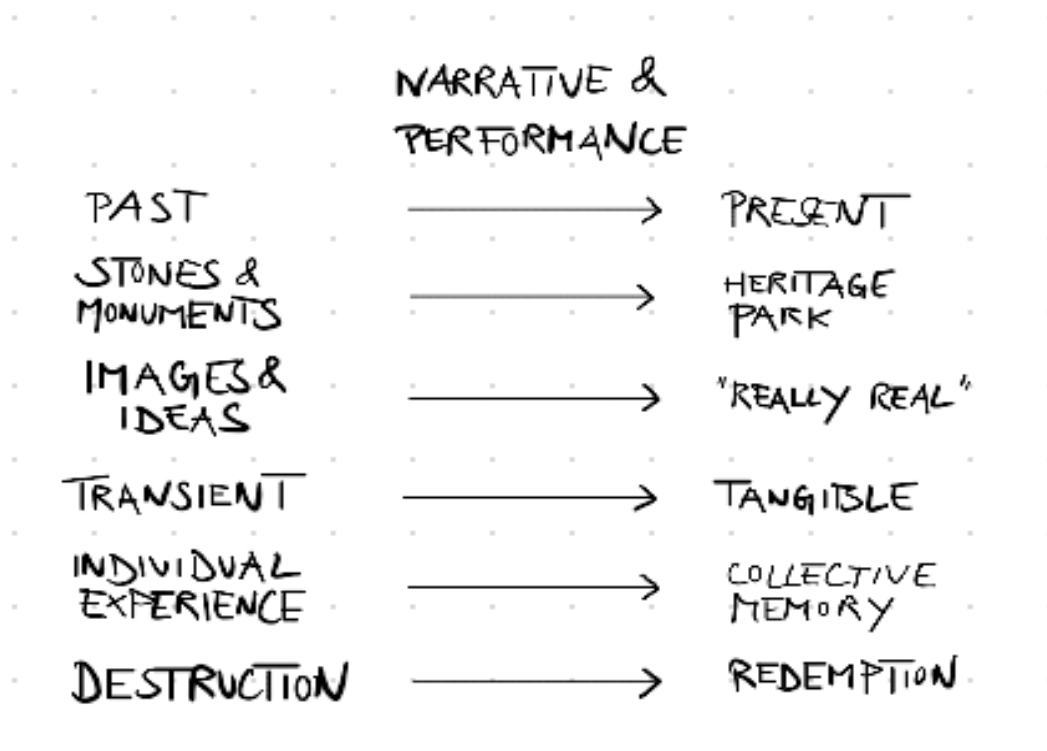 NARRATIVE &
PERFORMANCE
PAST → PRESENT
STONES &
MONUMENTS → HERITAGE
PARK
IMAGES &
IDEAS → "REALLY REAL"
TRANSIENT → TANGIBLE
INDIVIDUAL
EXPERIENCE → COLLECTIVE
MEMORY
DESTRUCTION → REDEMPTION